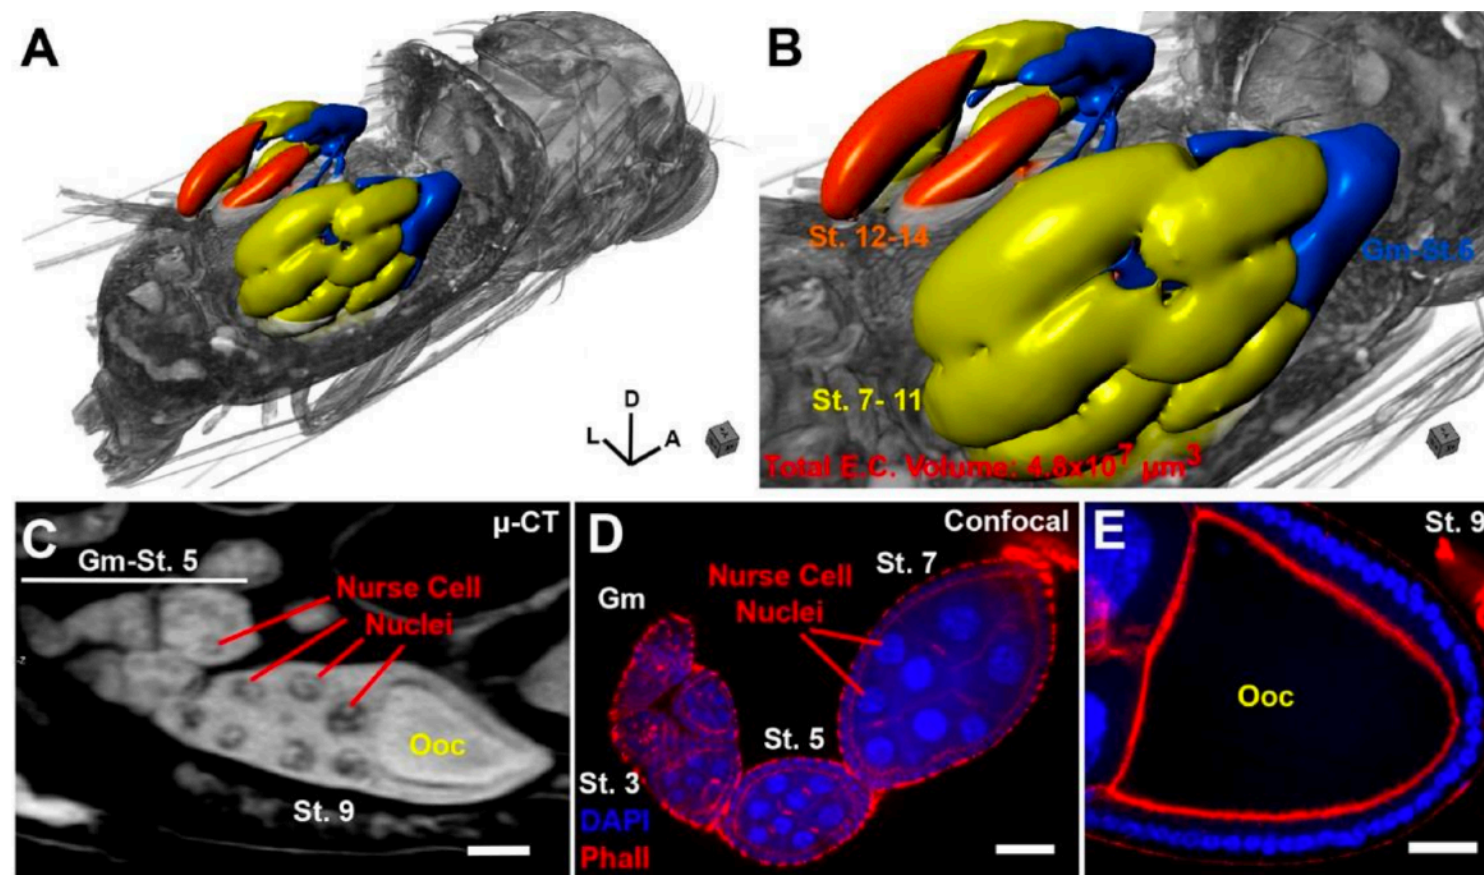 A
D
L
A
B
St. 12-14
Gm-St.6
St. 7- 11
Total E.C. Volume: 4.8x10⁷ µm³
C
µ-CT
Gm-St. 5
Nurse Cell
Nuclei
Ooc
St. 9
D
Confocal
St. 7
Nurse Cell
Nuclei
Gm
St. 5
St. 3
DAPI
Phall
E
St. 9
Ooc